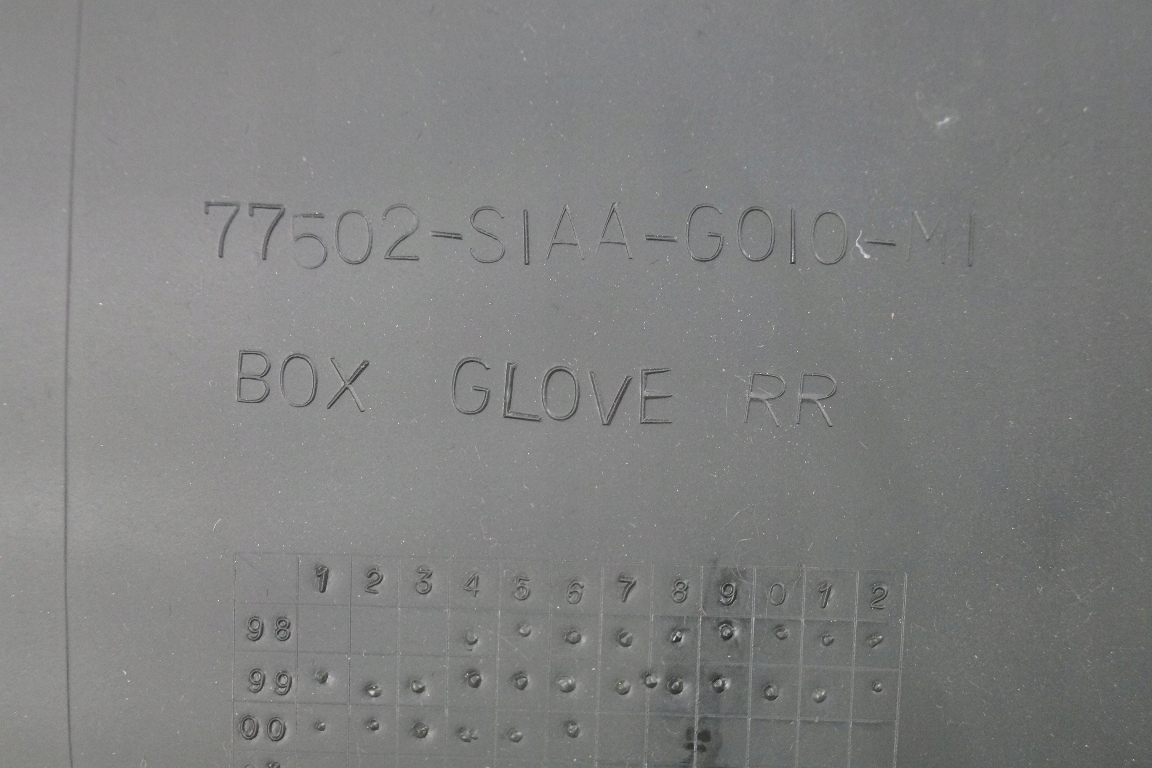 77502-S1AA-G010-M1
BOX GLOVE RR
1 2 3 4 5 6 7 8 9 0 1 2
98
99
00